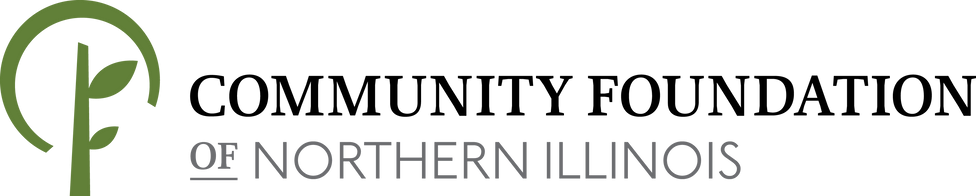 COMMUNITY FOUNDATION
OF NORTHERN ILLINOIS